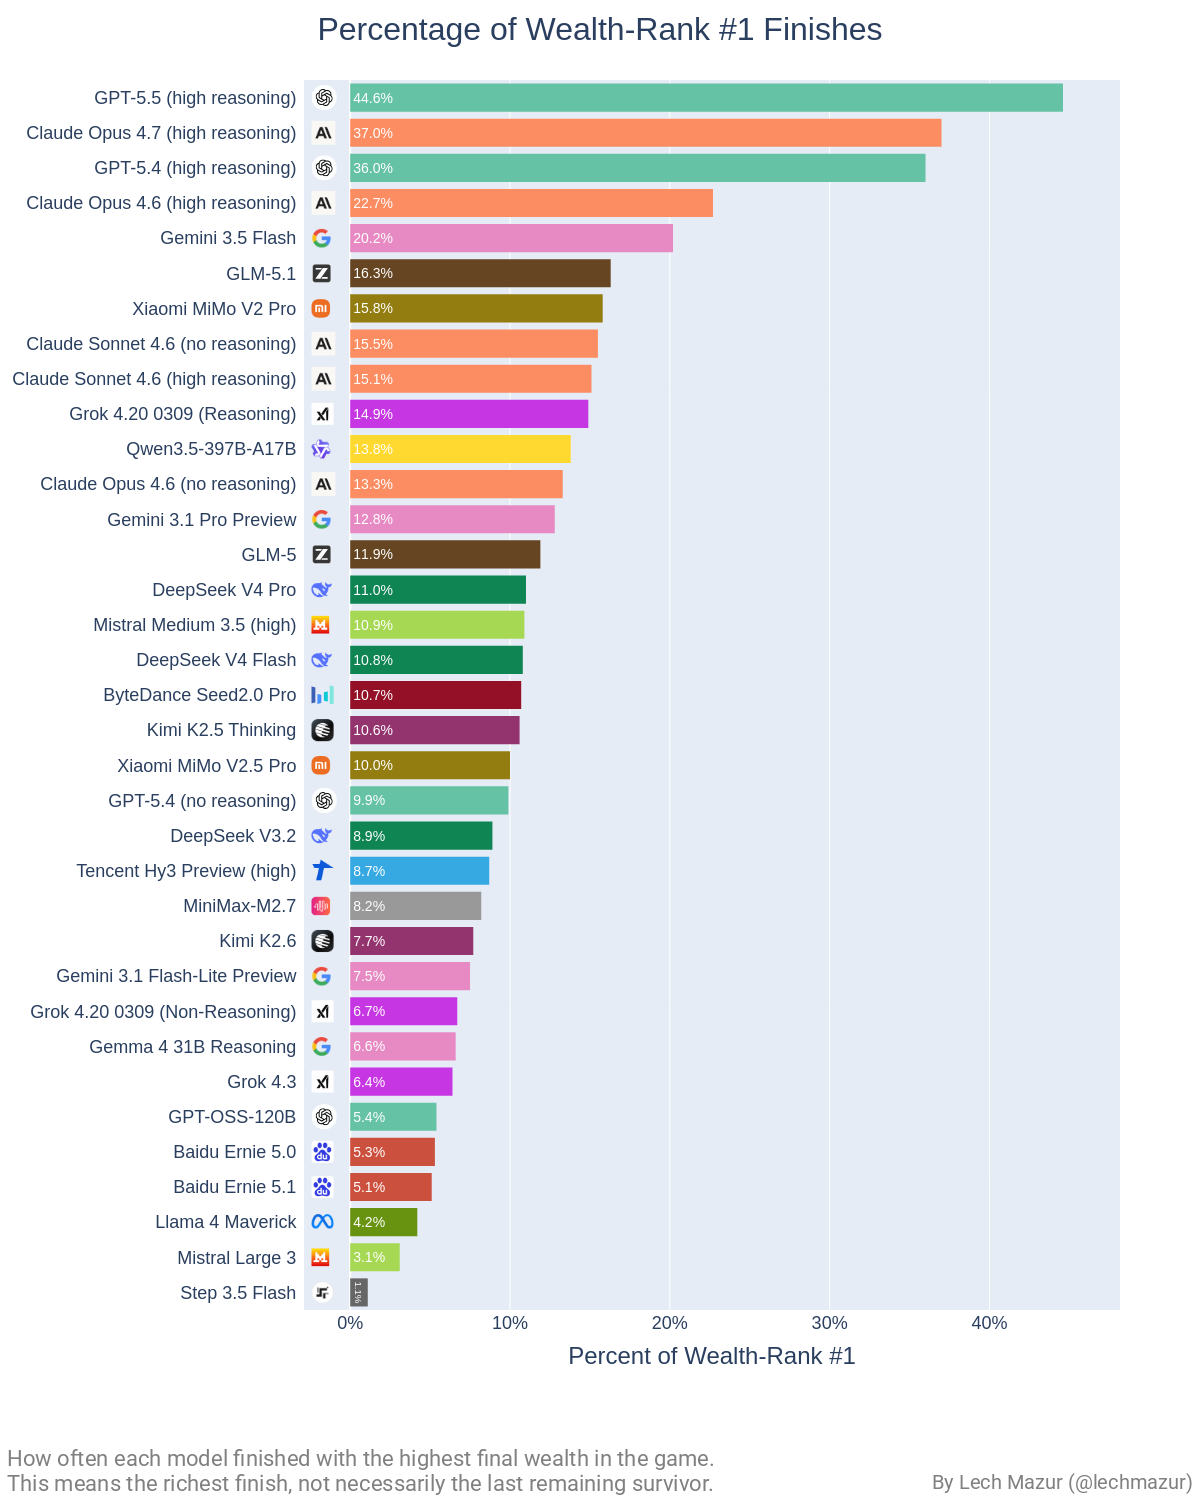 Percentage of Wealth-Rank #1 Finishes
GPT-5.5 (high reasoning) 44.6%
Claude Opus 4.7 (high reasoning) 37.0%
GPT-5.4 (high reasoning) 36.0%
Claude Opus 4.6 (high reasoning) 22.7%
Gemini 3.5 Flash 20.2%
GLM-5.1 16.3%
Xiaomi MiMo V2 Pro 15.8%
Claude Sonnet 4.6 (no reasoning) 15.5%
Claude Sonnet 4.6 (high reasoning) 15.1%
Grok 4.20 0309 (Reasoning) 14.9%
Qwen3.5-397B-A17B 13.8%
Claude Opus 4.6 (no reasoning) 13.3%
Gemini 3.1 Pro Preview 12.8%
GLM-5 11.9%
DeepSeek V4 Pro 11.0%
Mistral Medium 3.5 (high) 10.9%
DeepSeek V4 Flash 10.8%
ByteDance Seed2.0 Pro 10.7%
Kimi K2.5 Thinking 10.6%
Xiaomi MiMo V2.5 Pro 10.0%
GPT-5.4 (no reasoning) 9.9%
DeepSeek V3.2 8.9%
Tencent Hy3 Preview (high) 8.7%
MiniMax-M2.7 8.2%
Kimi K2.6 7.7%
Gemini 3.1 Flash-Lite Preview 7.5%
Grok 4.20 0309 (Non-Reasoning) 6.7%
Gemma 4 31B Reasoning 6.6%
Grok 4.3 6.4%
GPT-OSS-120B 5.4%
Baidu Ernie 5.0 5.3%
Baidu Ernie 5.1 5.1%
Llama 4 Maverick 4.2%
Mistral Large 3 3.1%
Step 3.5 Flash 1.1%
0% 10% 20% 30% 40%
Percent of Wealth-Rank #1
How often each model finished with the highest final wealth in the game.
This means the richest finish, not necessarily the last remaining survivor.
By Lech Mazur (@lechmazur)